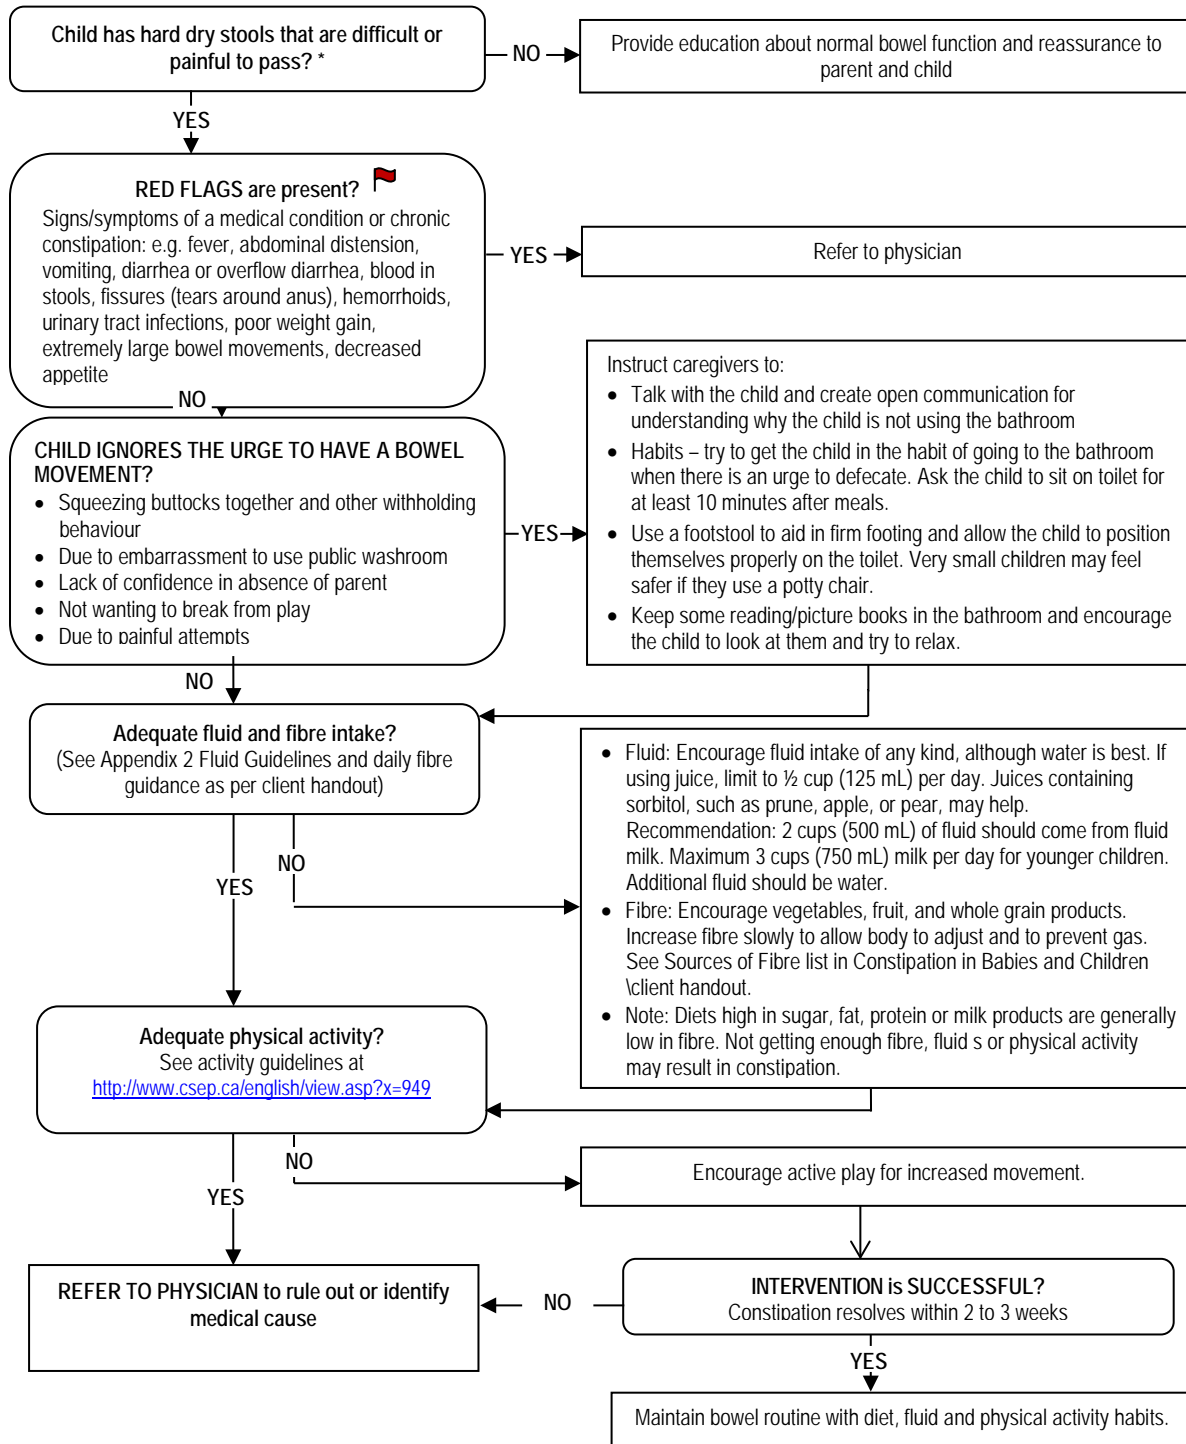 Child has hard dry stools that are difficult or
painful to pass? *
NO
Provide education about normal bowel function and reassurance to
parent and child
YES
RED FLAGS are present?
Signs/symptoms of a medical condition or chronic
constipation: e.g. fever, abdominal distension,
vomiting, diarrhea or overflow diarrhea, blood in
stools, fissures (tears around anus), hemorrhoids,
urinary tract infections, poor weight gain,
extremely large bowel movements, decreased
appetite
YES
Refer to physician
NO
CHILD IGNORES THE URGE TO HAVE A BOWEL
MOVEMENT?
• Squeezing buttocks together and other withholding
behaviour
• Due to embarrassment to use public washroom
• Lack of confidence in absence of parent
• Not wanting to break from play
• Due to painful attempts
YES
Instruct caregivers to:
• Talk with the child and create open communication for
understanding why the child is not using the bathroom
• Habits – try to get the child in the habit of going to the bathroom
when there is an urge to defecate. Ask the child to sit on toilet for
at least 10 minutes after meals.
• Use a footstool to aid in firm footing and allow the child to position
themselves properly on the toilet. Very small children may feel
safer if they use a potty chair.
• Keep some reading/picture books in the bathroom and encourage
the child to look at them and try to relax.
NO
Adequate fluid and fibre intake?
(See Appendix 2 Fluid Guidelines and daily fibre
guidance as per client handout)
NO
YES
• Fluid: Encourage fluid intake of any kind, although water is best. If
using juice, limit to ½ cup (125 mL) per day. Juices containing
sorbitol, such as prune, apple, or pear, may help.
Recommendation: 2 cups (500 mL) of fluid should come from fluid
milk. Maximum 3 cups (750 mL) milk per day for younger children.
Additional fluid should be water.
• Fibre: Encourage vegetables, fruit, and whole grain products.
Increase fibre slowly to allow body to adjust and to prevent gas.
See Sources of Fibre list in Constipation in Babies and Children
\client handout.
• Note: Diets high in sugar, fat, protein or milk products are generally
low in fibre. Not getting enough fibre, fluid s or physical activity
may result in constipation.
Adequate physical activity?
See activity guidelines at
http://www.csep.ca/english/view.asp?x=949
NO
YES
Encourage active play for increased movement.
REFER TO PHYSICIAN to rule out or identify
medical cause
NO
INTERVENTION is SUCCESSFUL?
Constipation resolves within 2 to 3 weeks
YES
Maintain bowel routine with diet, fluid and physical activity habits.